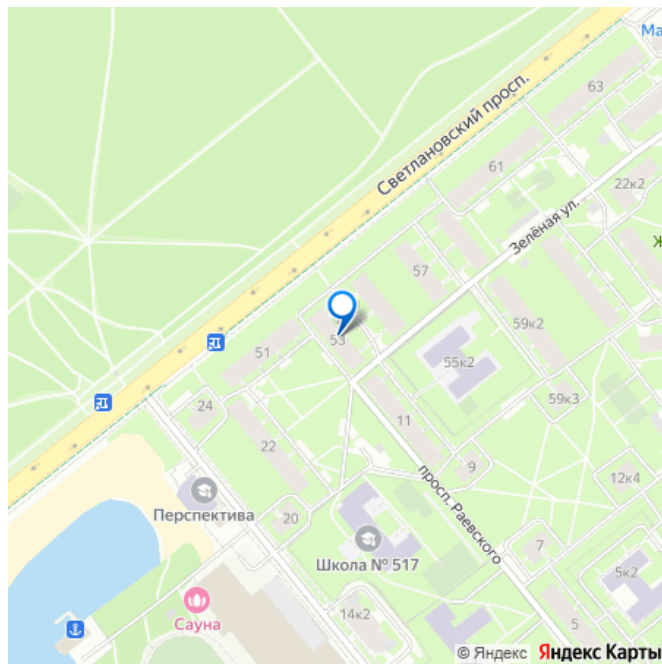 Ма
63
Светлановский просп.
61
22к2
Зелёная ул.
Ж
57
59к2
53
51
55к2
59к3
24
11
22
9
12к4
просп. Раевского
Перспектива
20
7
Школа № 517
5к2
14к2
5
Сауна
© Яндекс Яндекс Карты